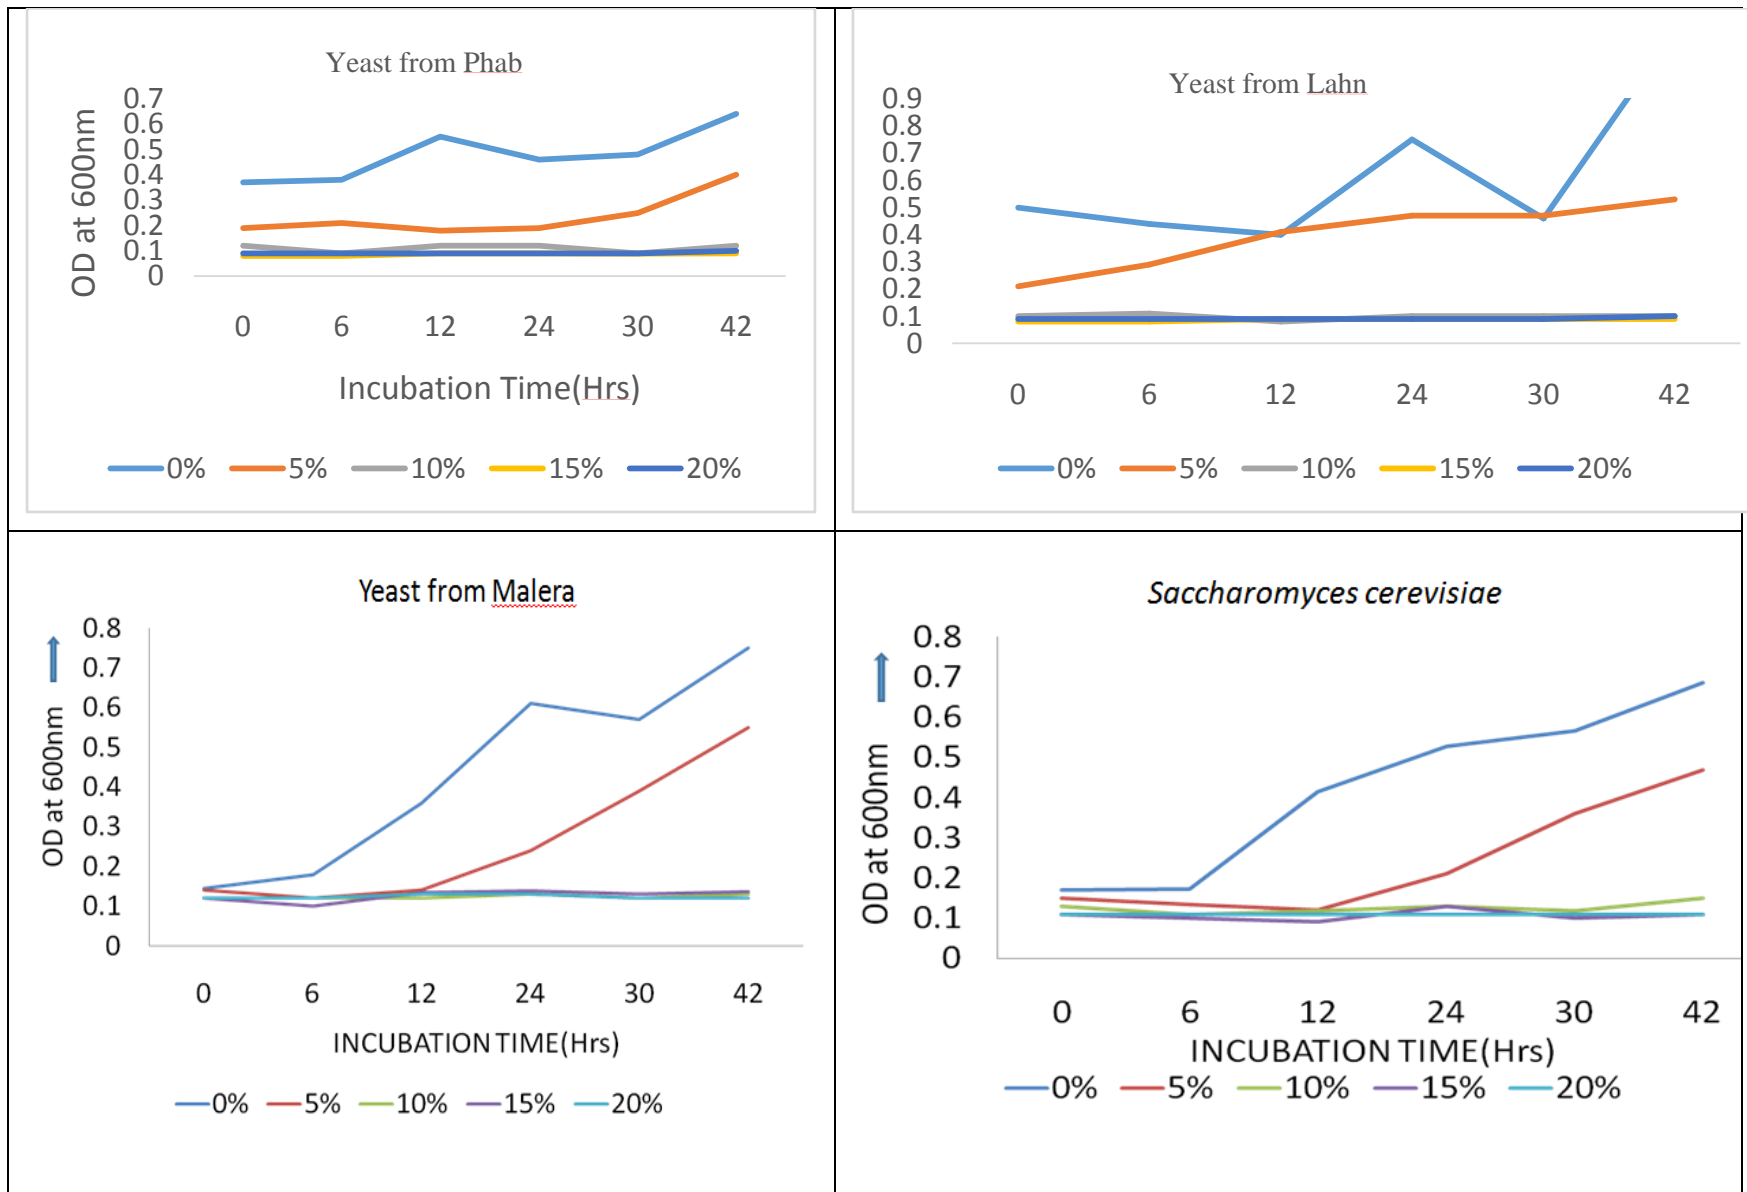 Yeast from Phab
OD at 600nm
0.7
0.6
0.5
0.4
0.3
0.2
0.1
0
0 6 12 24 30 42
Incubation Time(Hrs)
0% 5% 10% 15% 20%
Yeast from Lahn
0.9
0.8
0.7
0.6
0.5
0.4
0.3
0.2
0.1
0
0 6 12 24 30 42
0% 5% 10% 15% 20%
Yeast from Malera
OD at 600nm
0.8
0.7
0.6
0.5
0.4
0.3
0.2
0.1
0
0 6 12 24 30 42
INCUBATION TIME(Hrs)
0% 5% 10% 15% 20%
Saccharomyces cerevisiae
OD at 600nm
0.8
0.7
0.6
0.5
0.4
0.3
0.2
0.1
0
0 6 12 24 30 42
INCUBATION TIME(Hrs)
0% 5% 10% 15% 20%